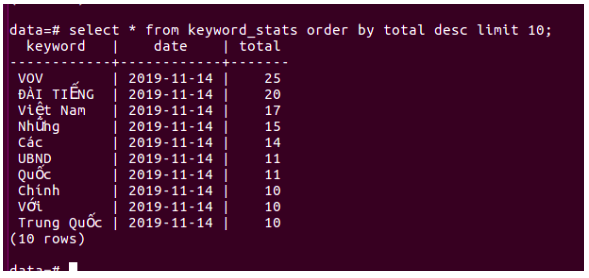 data=# select * from keyword_stats order by total desc limit 10;
keyword | date | total
-------------+------------+-------
VOV | 2019-11-14 | 25
ĐÀI TIẾNG | 2019-11-14 | 20
Việt Nam | 2019-11-14 | 17
Những | 2019-11-14 | 15
Các | 2019-11-14 | 14
UBND | 2019-11-14 | 11
Quốc | 2019-11-14 | 11
Chính | 2019-11-14 | 10
Với | 2019-11-14 | 10
Trung Quốc | 2019-11-14 | 10
(10 rows)
data=#